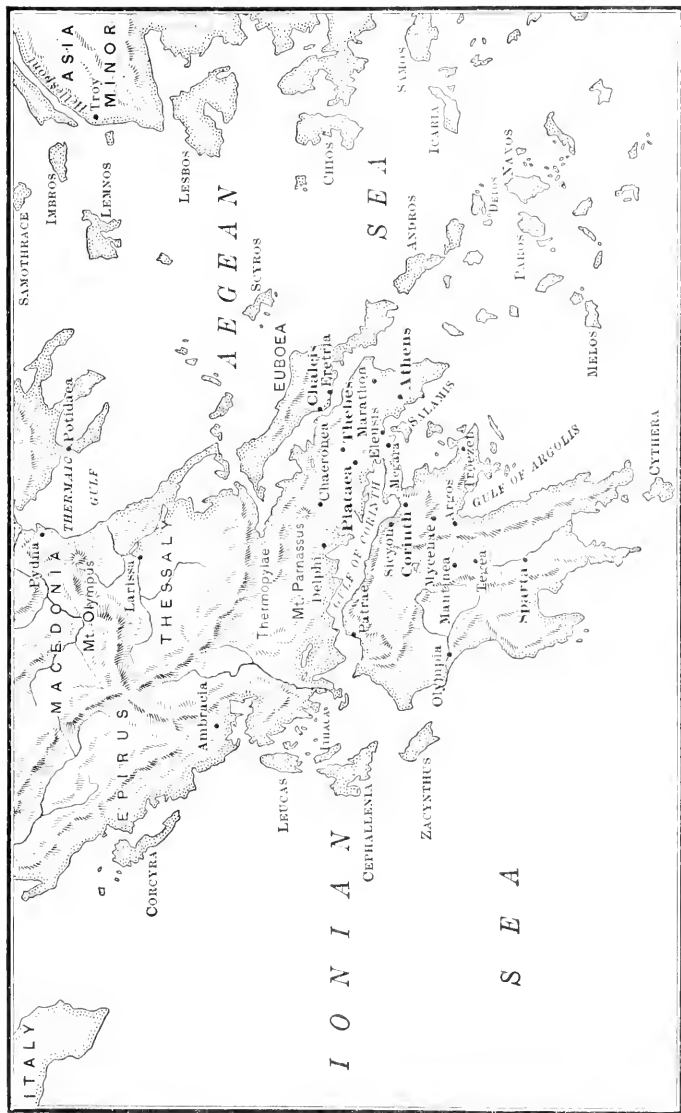 ITALY
MACEDONIA
Pydna
THERMAIC
GULF
Potidaea
SAMOTHRACE
IMBROS
LEMNOS
Hellespont
ASIA
MINOR
Troy
CORCYRA
EPIRUS
Mt. Olympus
Larissa
THESSALY
Ambracia
AEGEAN
SEA
LESBOS
SCYROS
EUBOEA
CHIOS
SAMOS
ICARIA
ANDROS
LEUCAS
ITHACA
CEPHALLENIA
Thermopylae
Mt. Parnassus
Delphi
Chaeronea
Chalcis
Eretria
Plataea
Thebes
Marathon
Eleusis
Athens
Megara
SALAMIS
GULF OF CORINTH
Patrae
Sicyon
Corinth
IONIAN
SEA
ZACYNTHUS
Olympia
Mycenae
Argos
Troezen
Mantinea
Tegea
Sparta
GULF OF ARGOLIS
DELOS
NAXOS
PAROS
MELOS
CYTHERA